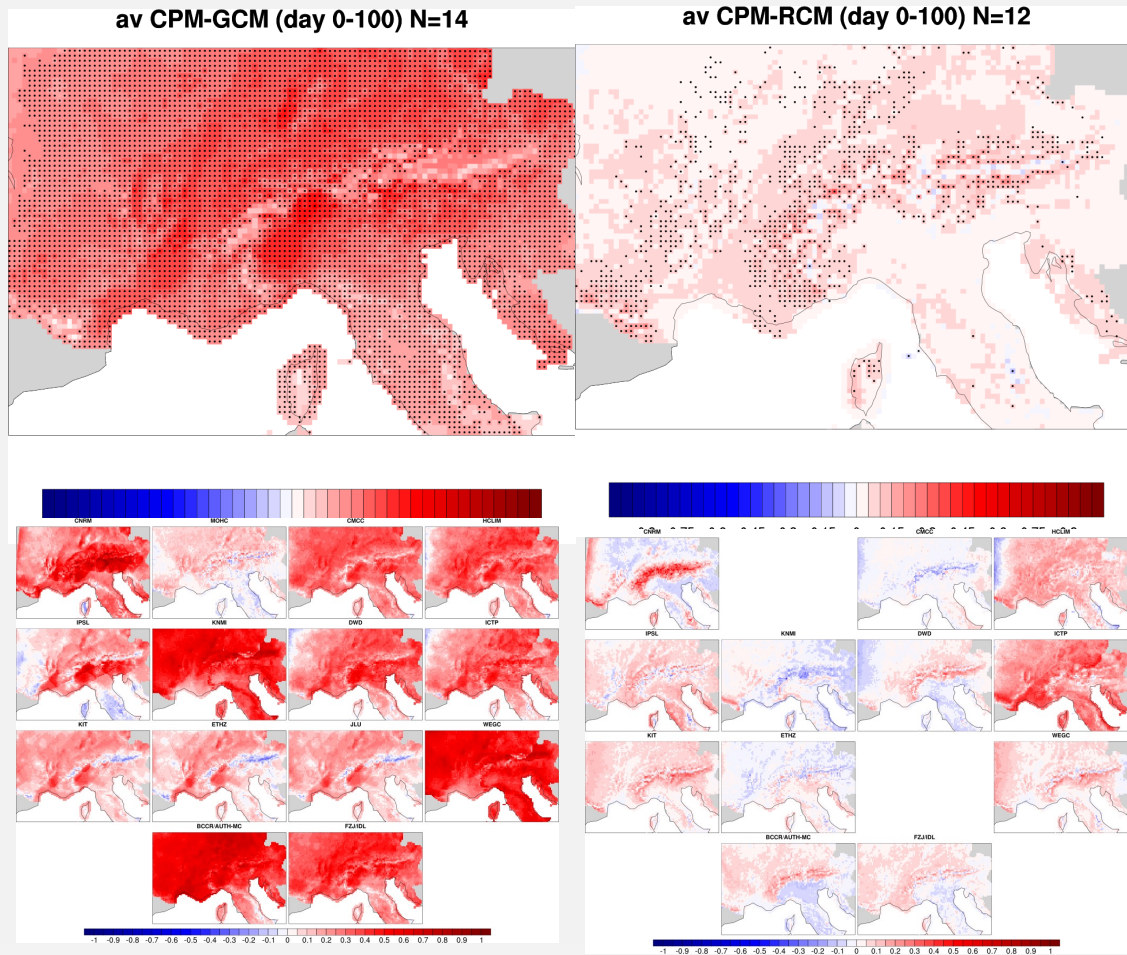 av CPM-GCM (day 0-100) N=14
av CPM-RCM (day 0-100) N=12
CNRM MOHC CMCC HCLIM
IPSL KNMI DWD ICTP
KIT ETHZ JLU WEGC
BCCR/AUTH-MC FZJ/IDL
-1 -0.9 -0.8 -0.7 -0.6 -0.5 -0.4 -0.3 -0.2 -0.1 0 0.1 0.2 0.3 0.4 0.5 0.6 0.7 0.8 0.9 1
CNRM CMCC HCLIM
IPSL KNMI DWD ICTP
KIT ETHZ WEGC
BCCR/AUTH-MC FZJ/IDL
-1 -0.9 -0.8 -0.7 -0.6 -0.5 -0.4 -0.3 -0.2 -0.1 0 0.1 0.2 0.3 0.4 0.5 0.6 0.7 0.8 0.9 1